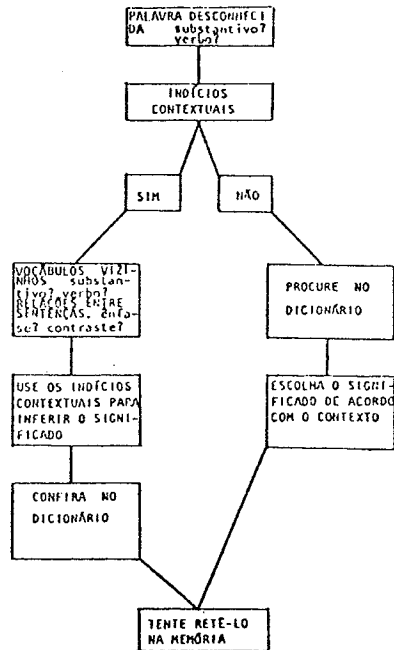 PALAVRA DESCONHECI
DA substantivo?
verbo?
INDÍCIOS
CONTEXTUAIS
SIM
NÃO
VOCÁBULOS VIZI-
NHOS substan-
tivo? verbo?
RELAÇÕES ENTRE
SENTENÇAS. ênfa-
se? contraste?
PROCURE NO
DICIONÁRIO
USE OS INDÍCIOS
CONTEXTUAIS PARA
INFERIR O SIGNI-
FICADO
ESCOLHA O SIGNI-
FICADO DE ACORDO
COM O CONTEXTO
CONFIRA NO
DICIONÁRIO
TENTE RETÊ-LO
NA MEMÓRIA